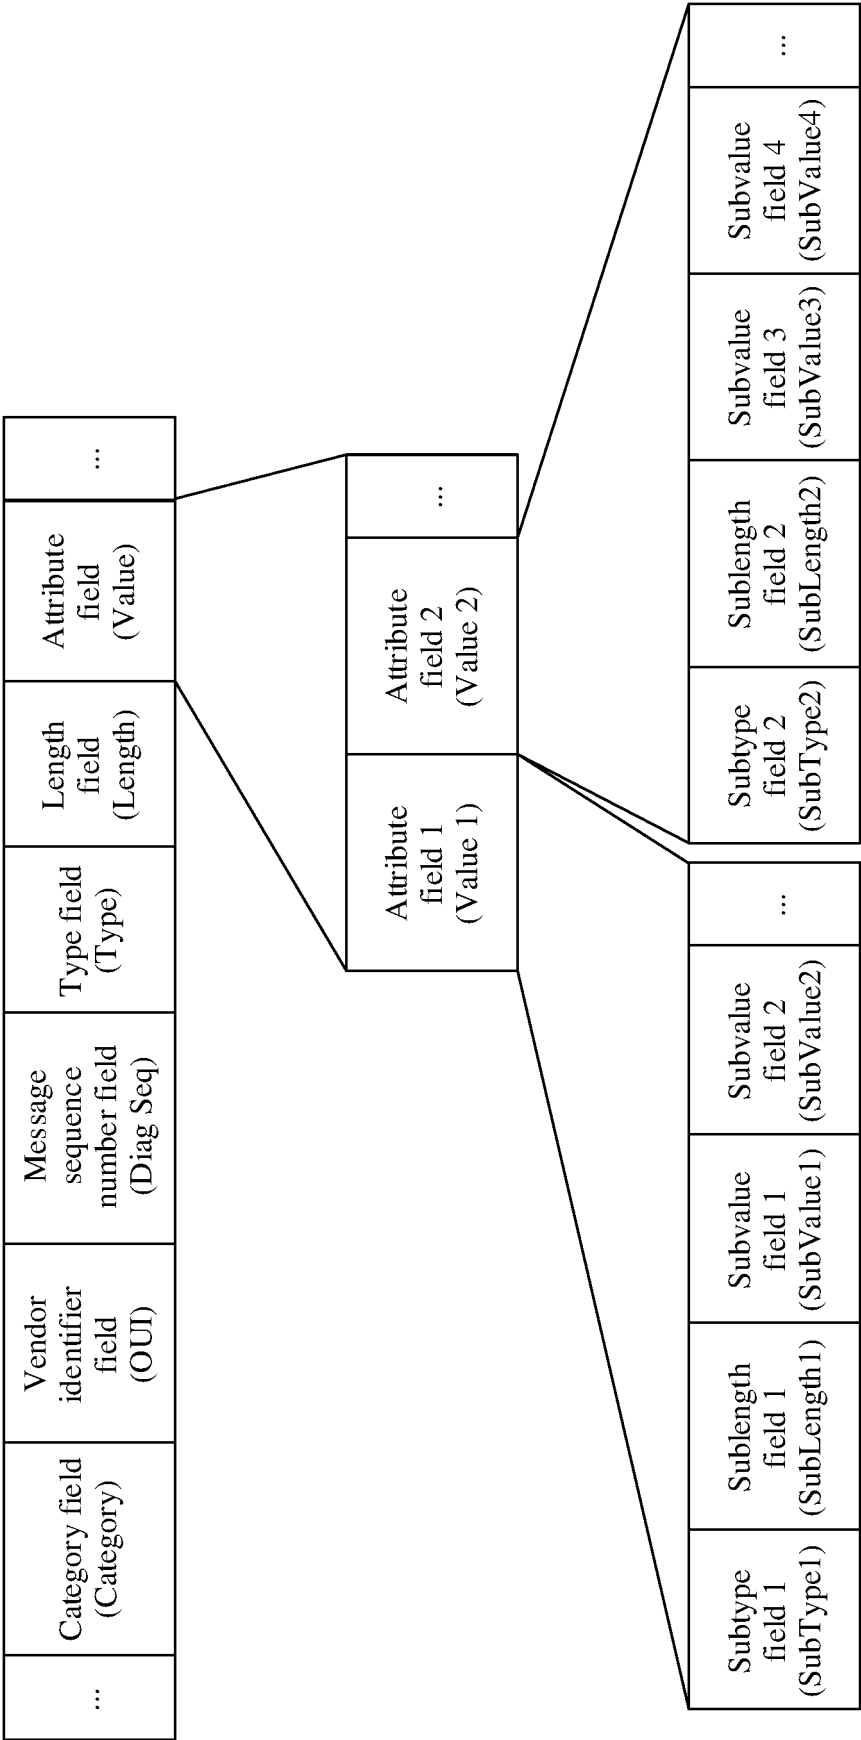 ...
Category field
(Category)
Vendor
identifier
field
(OUI)
Message
sequence
number field
(Diag Seq)
Type field
(Type)
Length
field
(Length)
Attribute
field
(Value)
...
Attribute
field 1
(Value 1)
Attribute
field 2
(Value 2)
...
Subtype
field 1
(SubType1)
Sublength
field 1
(SubLength1)
Subvalue
field 1
(SubValue1)
Subvalue
field 2
(SubValue2)
...
Subtype
field 2
(SubType2)
Sublength
field 2
(SubLength2)
Subvalue
field 3
(SubValue3)
Subvalue
field 4
(SubValue4)
...